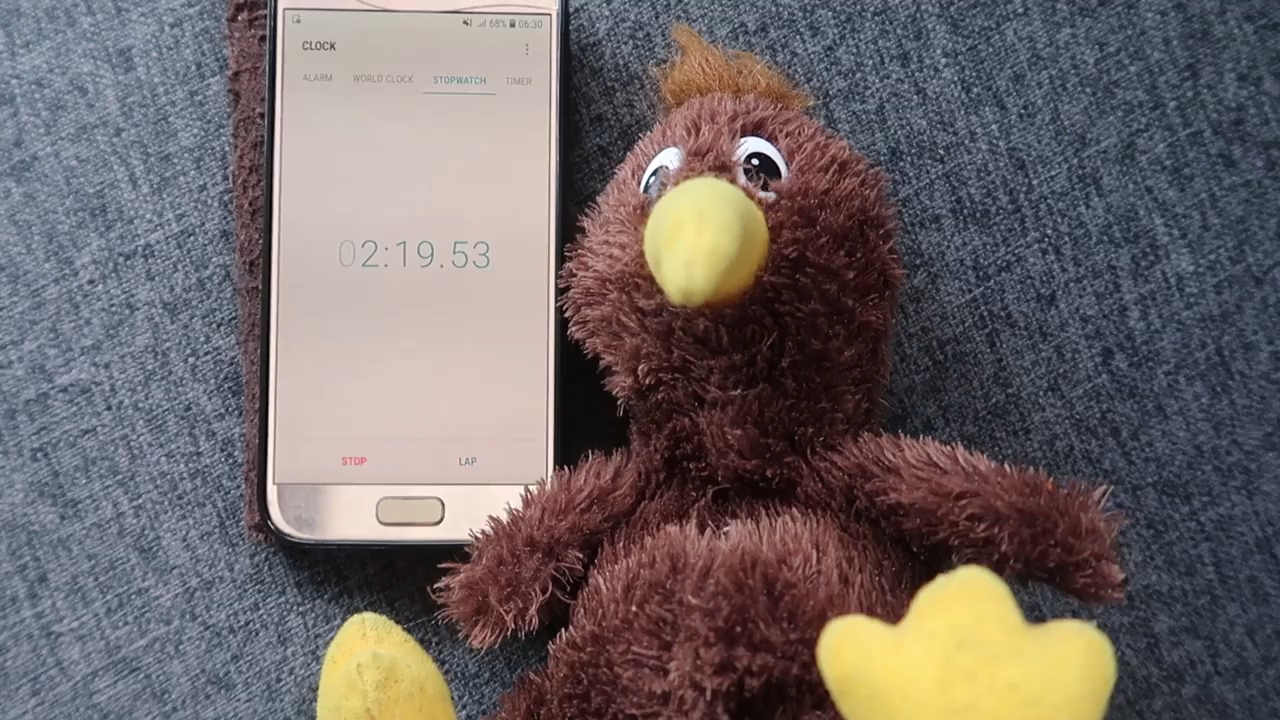 68% 06:30
CLOCK
ALARM WORLD CLOCK STOPWATCH TIMER
02:19.53
STOP LAP